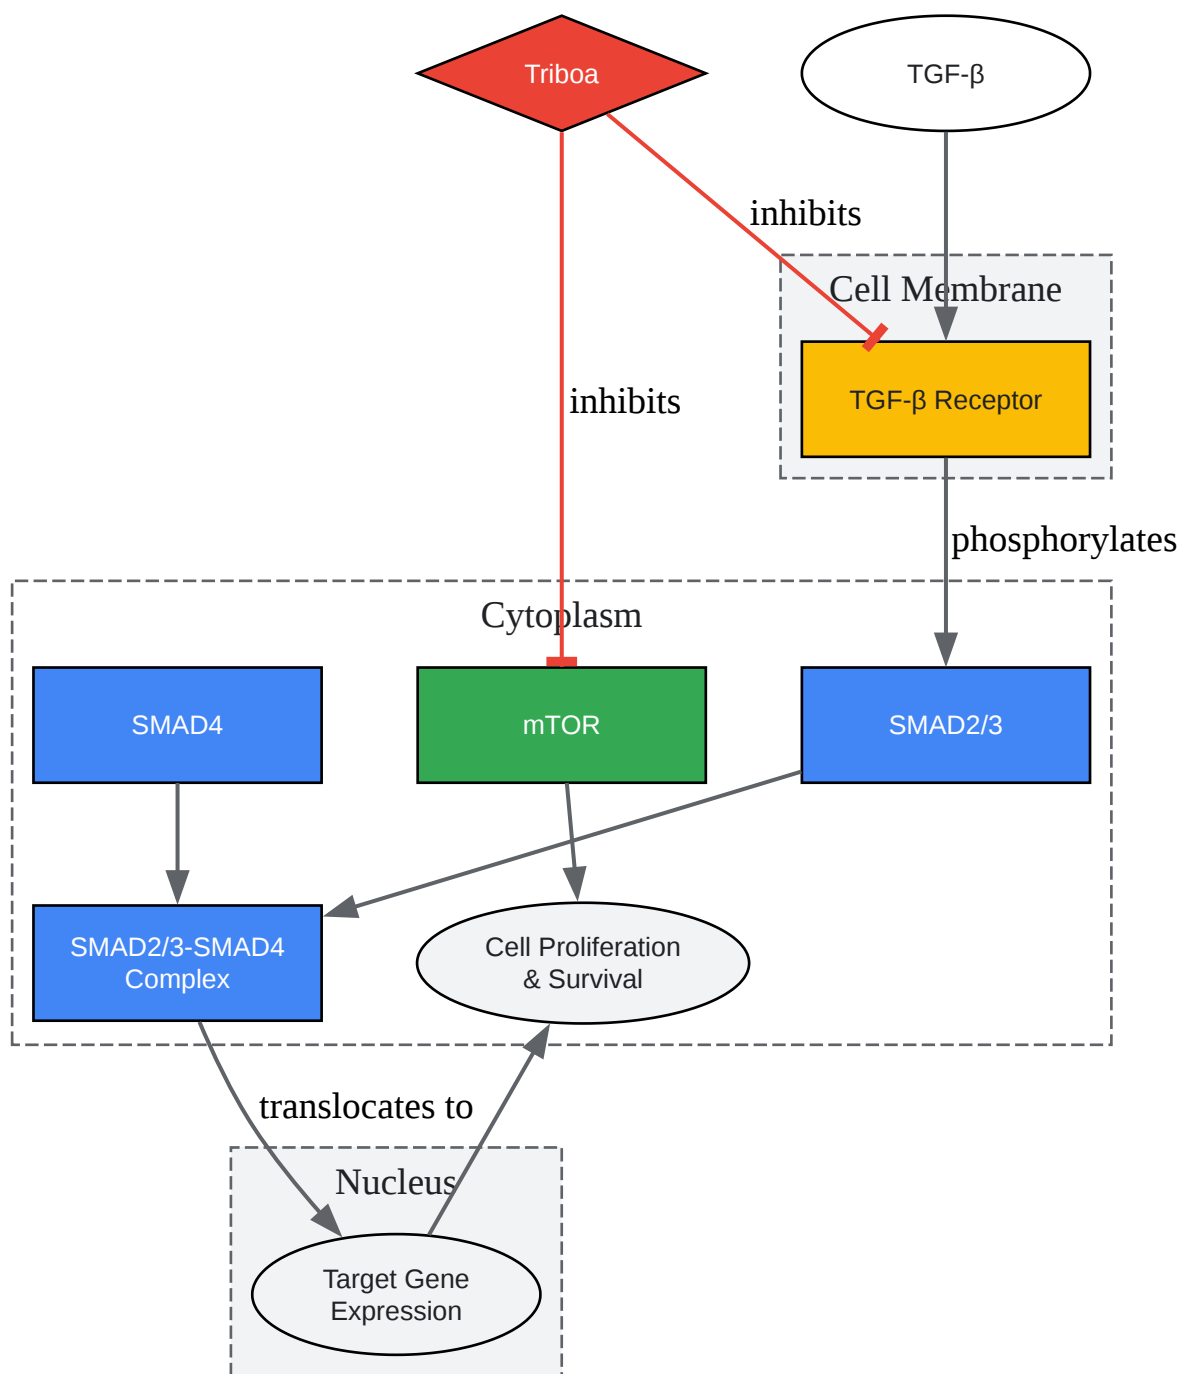 Triboa
TGF-β
inhibits
Cell Membrane
inhibits
TGF-β Receptor
phosphorylates
Cytoplasm
SMAD4
mTOR
SMAD2/3
SMAD2/3-SMAD4
Complex
Cell Proliferation
& Survival
translocates to
Nucleus
Target Gene
Expression